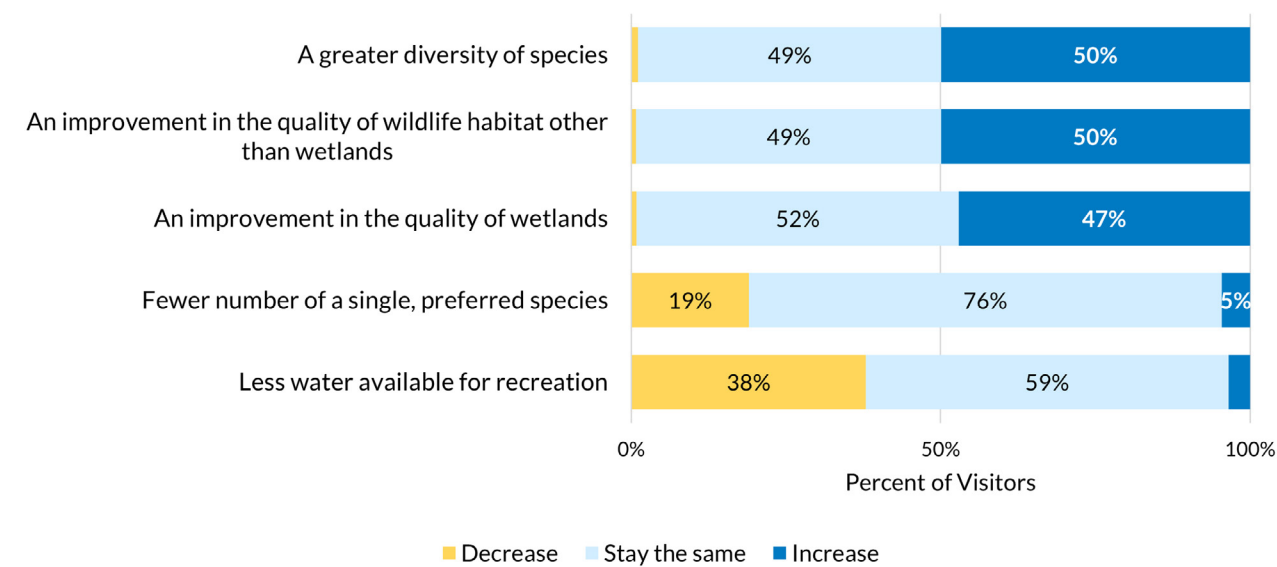 A greater diversity of species
49%
50%
An improvement in the quality of wildlife habitat other
than wetlands
49%
50%
An improvement in the quality of wetlands
52%
47%
Fewer number of a single, preferred species
19%
76%
5%
Less water available for recreation
38%
59%
0%
50%
100%
Percent of Visitors
Decrease
Stay the same
Increase